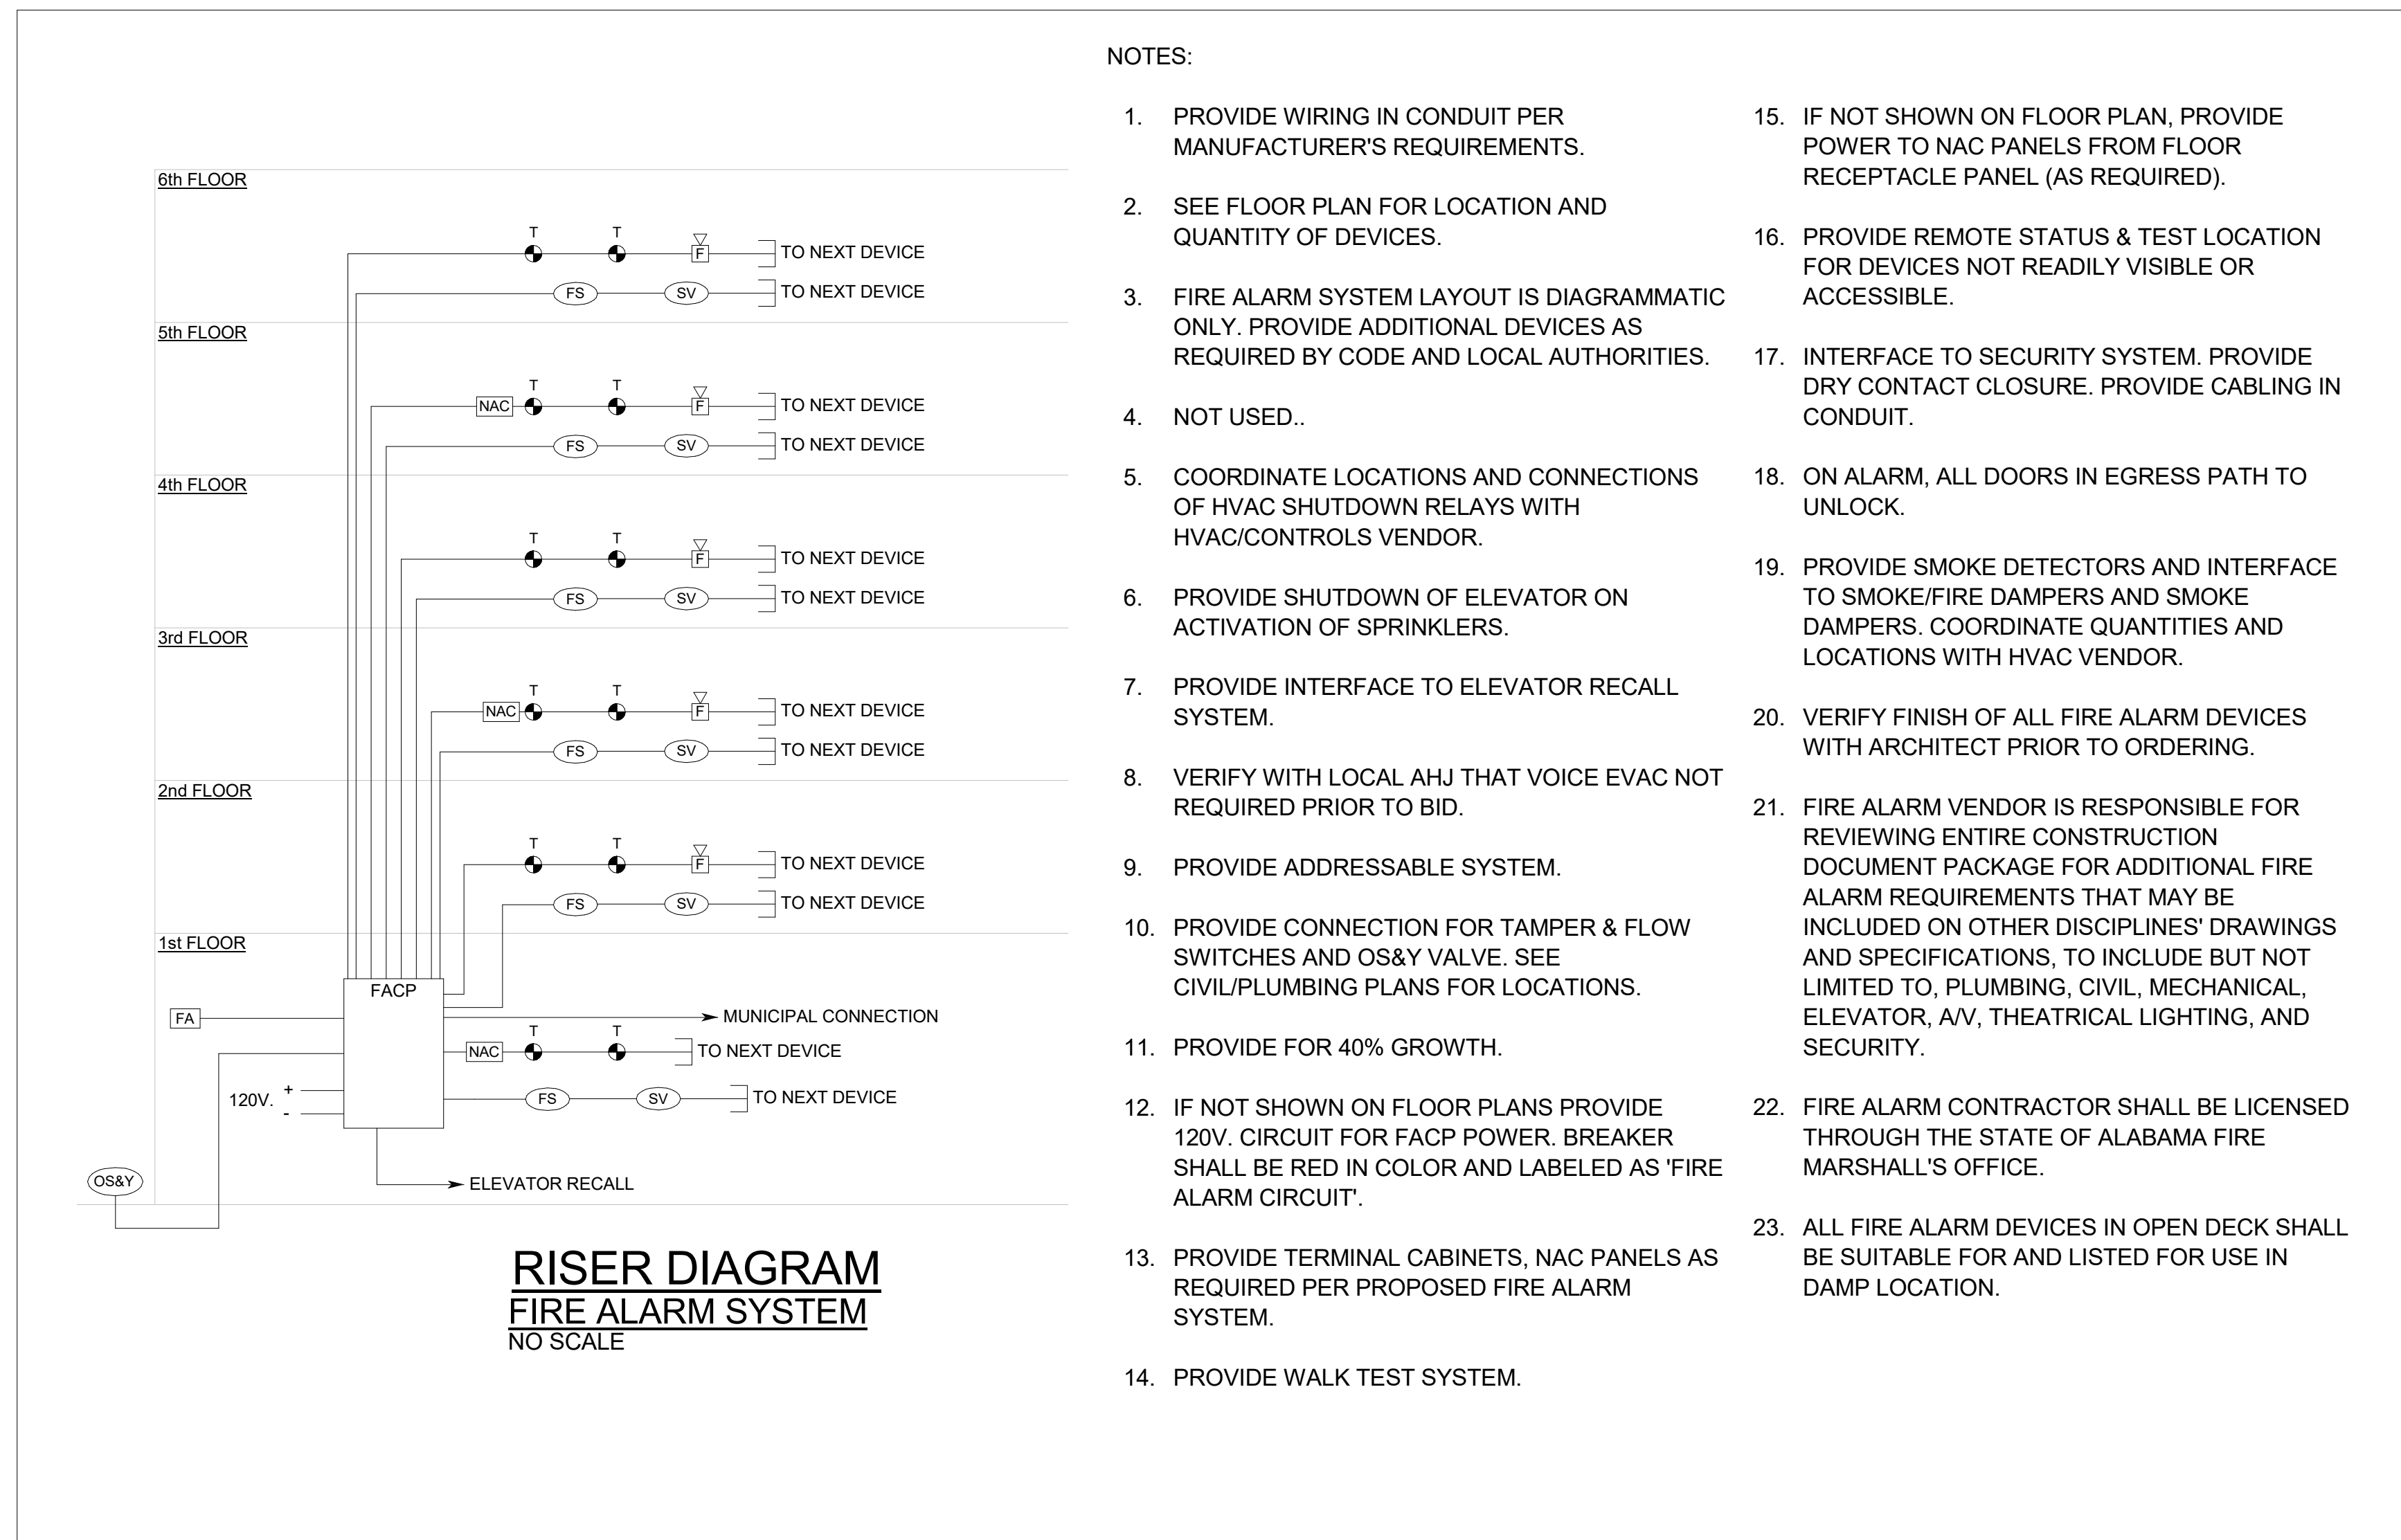 6th FLOOR
T T
F TO NEXT DEVICE
FS SV TO NEXT DEVICE
5th FLOOR
T T
NAC F TO NEXT DEVICE
FS SV TO NEXT DEVICE
4th FLOOR
T T
F TO NEXT DEVICE
FS SV TO NEXT DEVICE
3rd FLOOR
T T
NAC F TO NEXT DEVICE
FS SV TO NEXT DEVICE
2nd FLOOR
T T
F TO NEXT DEVICE
FS SV TO NEXT DEVICE
1st FLOOR
FACP
FA
MUNICIPAL CONNECTION
T T
NAC TO NEXT DEVICE
120V. + -
FS SV TO NEXT DEVICE
OS&Y
ELEVATOR RECALL
RISER DIAGRAM
FIRE ALARM SYSTEM
NO SCALE
NOTES:
1. PROVIDE WIRING IN CONDUIT PER
MANUFACTURER'S REQUIREMENTS.
2. SEE FLOOR PLAN FOR LOCATION AND
QUANTITY OF DEVICES.
3. FIRE ALARM SYSTEM LAYOUT IS DIAGRAMMATIC
ONLY. PROVIDE ADDITIONAL DEVICES AS
REQUIRED BY CODE AND LOCAL AUTHORITIES.
4. NOT USED..
5. COORDINATE LOCATIONS AND CONNECTIONS
OF HVAC SHUTDOWN RELAYS WITH
HVAC/CONTROLS VENDOR.
6. PROVIDE SHUTDOWN OF ELEVATOR ON
ACTIVATION OF SPRINKLERS.
7. PROVIDE INTERFACE TO ELEVATOR RECALL
SYSTEM.
8. VERIFY WITH LOCAL AHJ THAT VOICE EVAC NOT
REQUIRED PRIOR TO BID.
9. PROVIDE ADDRESSABLE SYSTEM.
10. PROVIDE CONNECTION FOR TAMPER & FLOW
SWITCHES AND OS&Y VALVE. SEE
CIVIL/PLUMBING PLANS FOR LOCATIONS.
11. PROVIDE FOR 40% GROWTH.
12. IF NOT SHOWN ON FLOOR PLANS PROVIDE
120V. CIRCUIT FOR FACP POWER. BREAKER
SHALL BE RED IN COLOR AND LABELED AS 'FIRE
ALARM CIRCUIT'.
13. PROVIDE TERMINAL CABINETS, NAC PANELS AS
REQUIRED PER PROPOSED FIRE ALARM
SYSTEM.
14. PROVIDE WALK TEST SYSTEM.
15. IF NOT SHOWN ON FLOOR PLAN, PROVIDE
POWER TO NAC PANELS FROM FLOOR
RECEPTACLE PANEL (AS REQUIRED).
16. PROVIDE REMOTE STATUS & TEST LOCATION
FOR DEVICES NOT READILY VISIBLE OR
ACCESSIBLE.
17. INTERFACE TO SECURITY SYSTEM. PROVIDE
DRY CONTACT CLOSURE. PROVIDE CABLING IN
CONDUIT.
18. ON ALARM, ALL DOORS IN EGRESS PATH TO
UNLOCK.
19. PROVIDE SMOKE DETECTORS AND INTERFACE
TO SMOKE/FIRE DAMPERS AND SMOKE
DAMPERS. COORDINATE QUANTITIES AND
LOCATIONS WITH HVAC VENDOR.
20. VERIFY FINISH OF ALL FIRE ALARM DEVICES
WITH ARCHITECT PRIOR TO ORDERING.
21. FIRE ALARM VENDOR IS RESPONSIBLE FOR
REVIEWING ENTIRE CONSTRUCTION
DOCUMENT PACKAGE FOR ADDITIONAL FIRE
ALARM REQUIREMENTS THAT MAY BE
INCLUDED ON OTHER DISCIPLINES' DRAWINGS
AND SPECIFICATIONS, TO INCLUDE BUT NOT
LIMITED TO, PLUMBING, CIVIL, MECHANICAL,
ELEVATOR, A/V, THEATRICAL LIGHTING, AND
SECURITY.
22. FIRE ALARM CONTRACTOR SHALL BE LICENSED
THROUGH THE STATE OF ALABAMA FIRE
MARSHALL'S OFFICE.
23. ALL FIRE ALARM DEVICES IN OPEN DECK SHALL
BE SUITABLE FOR AND LISTED FOR USE IN
DAMP LOCATION.